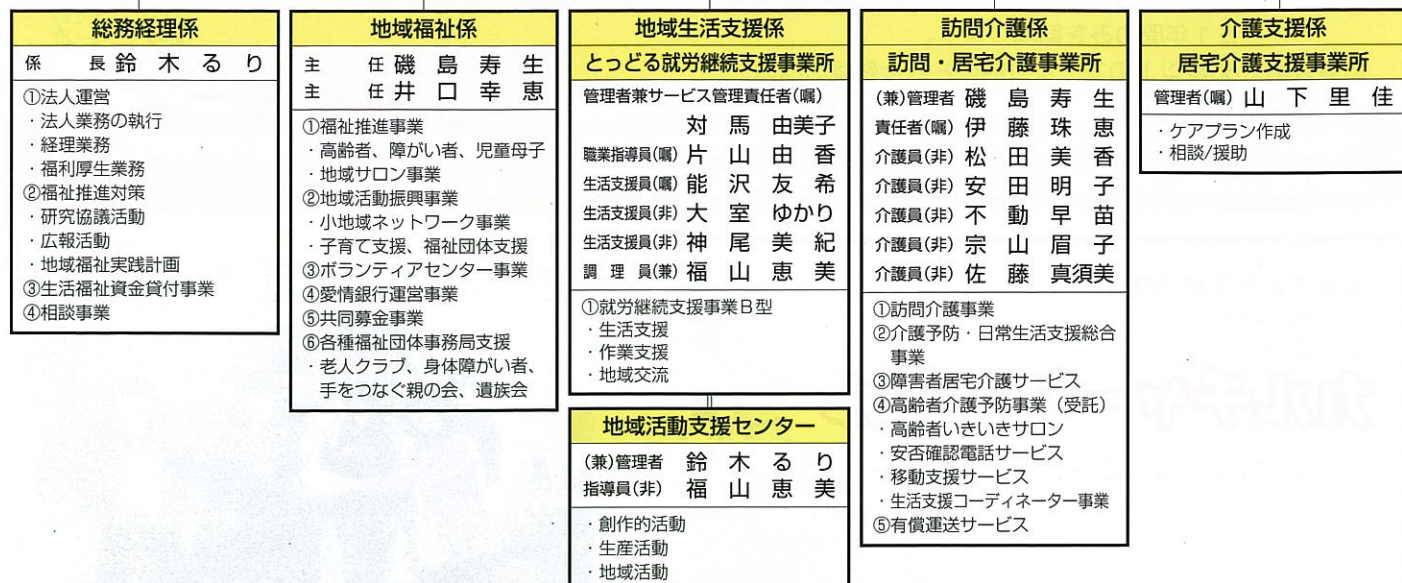 総務経理係
係　長 鈴木るり
①法人運営
・法人業務の執行
・経理業務
・福利厚生業務
②福祉推進対策
・研究協議活動
・広報活動
・地域福祉実践計画
③生活福祉資金貸付事業
④相談事業
地域福祉係
主　任 磯島寿生
主　任 井口幸恵
①福祉推進事業
・高齢者、障がい者、児童母子
・地域サロン事業
②地域活動振興事業
・小地域ネットワーク事業
・子育て支援、福祉団体支援
③ボランティアセンター事業
④愛情銀行運営事業
⑤共同募金事業
⑥各種福祉団体事務局支援
・老人クラブ、身体障がい者、
手をつなぐ親の会、遺族会
地域生活支援係
とっどる就労継続支援事業所
管理者兼サービス管理責任者(嘱)
対馬由美子
職業指導員(嘱) 片山由香
生活支援員(嘱) 能沢友希
生活支援員(非) 大室ゆかり
生活支援員(非) 神尾美紀
調理員(兼) 福山恵美
①就労継続支援事業B型
・生活支援
・作業支援
・地域交流
地域活動支援センター
(兼)管理者 鈴木るり
指導員(非) 福山恵美
・創作的活動
・生産活動
・地域活動
訪問介護係
訪問・居宅介護事業所
(兼)管理者 磯島寿生
責任者(嘱) 伊藤珠恵
介護員(非) 松田美香
介護員(非) 安田明子
介護員(非) 不動早苗
介護員(非) 宗山眉子
介護員(非) 佐藤真須美
①訪問介護事業
②介護予防・日常生活支援総合
事業
③障害者居宅介護サービス
④高齢者介護予防事業（受託）
・高齢者いきいきサロン
・安否確認電話サービス
・移動支援サービス
・生活支援コーディネーター事業
⑤有償運送サービス
介護支援係
居宅介護支援事業所
管理者(嘱) 山下里佳
・ケアプラン作成
・相談/援助